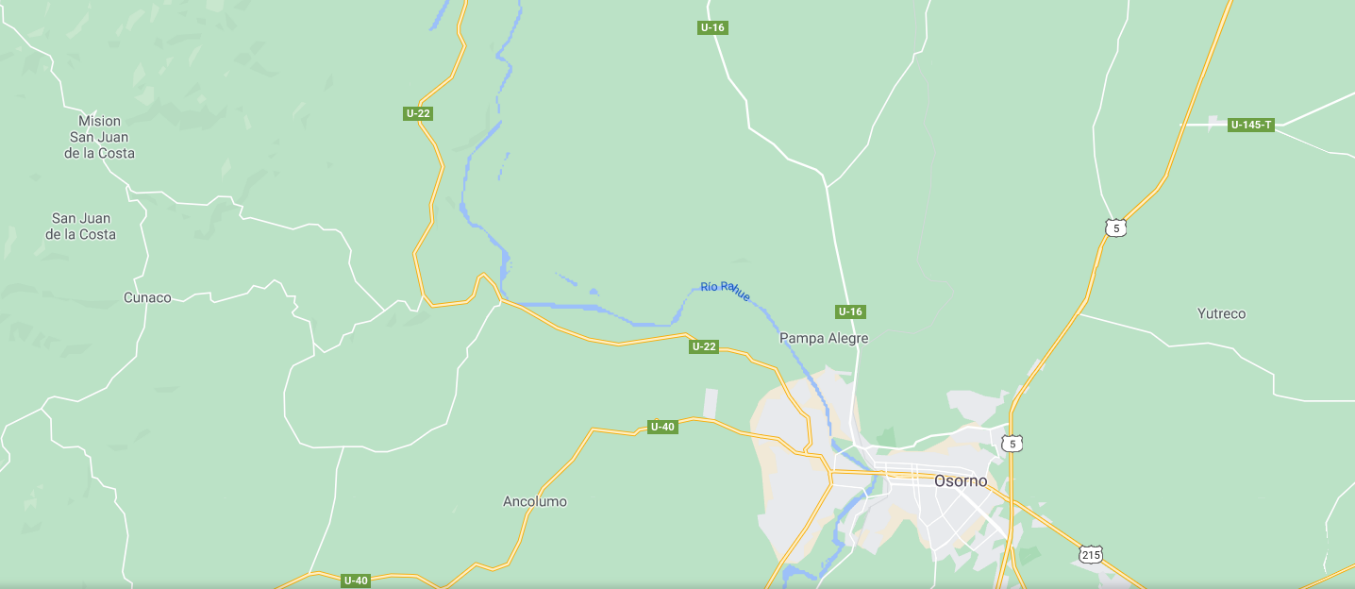 U-16
U-22
Mision
San Juan
de la Costa
U-145-T
San Juan
de la Costa
5
Río Rahue
Cunaco
U-16
Yutreco
Pampa Alegre
U-22
U-40
5
Osorno
Ancolumo
215
U-40